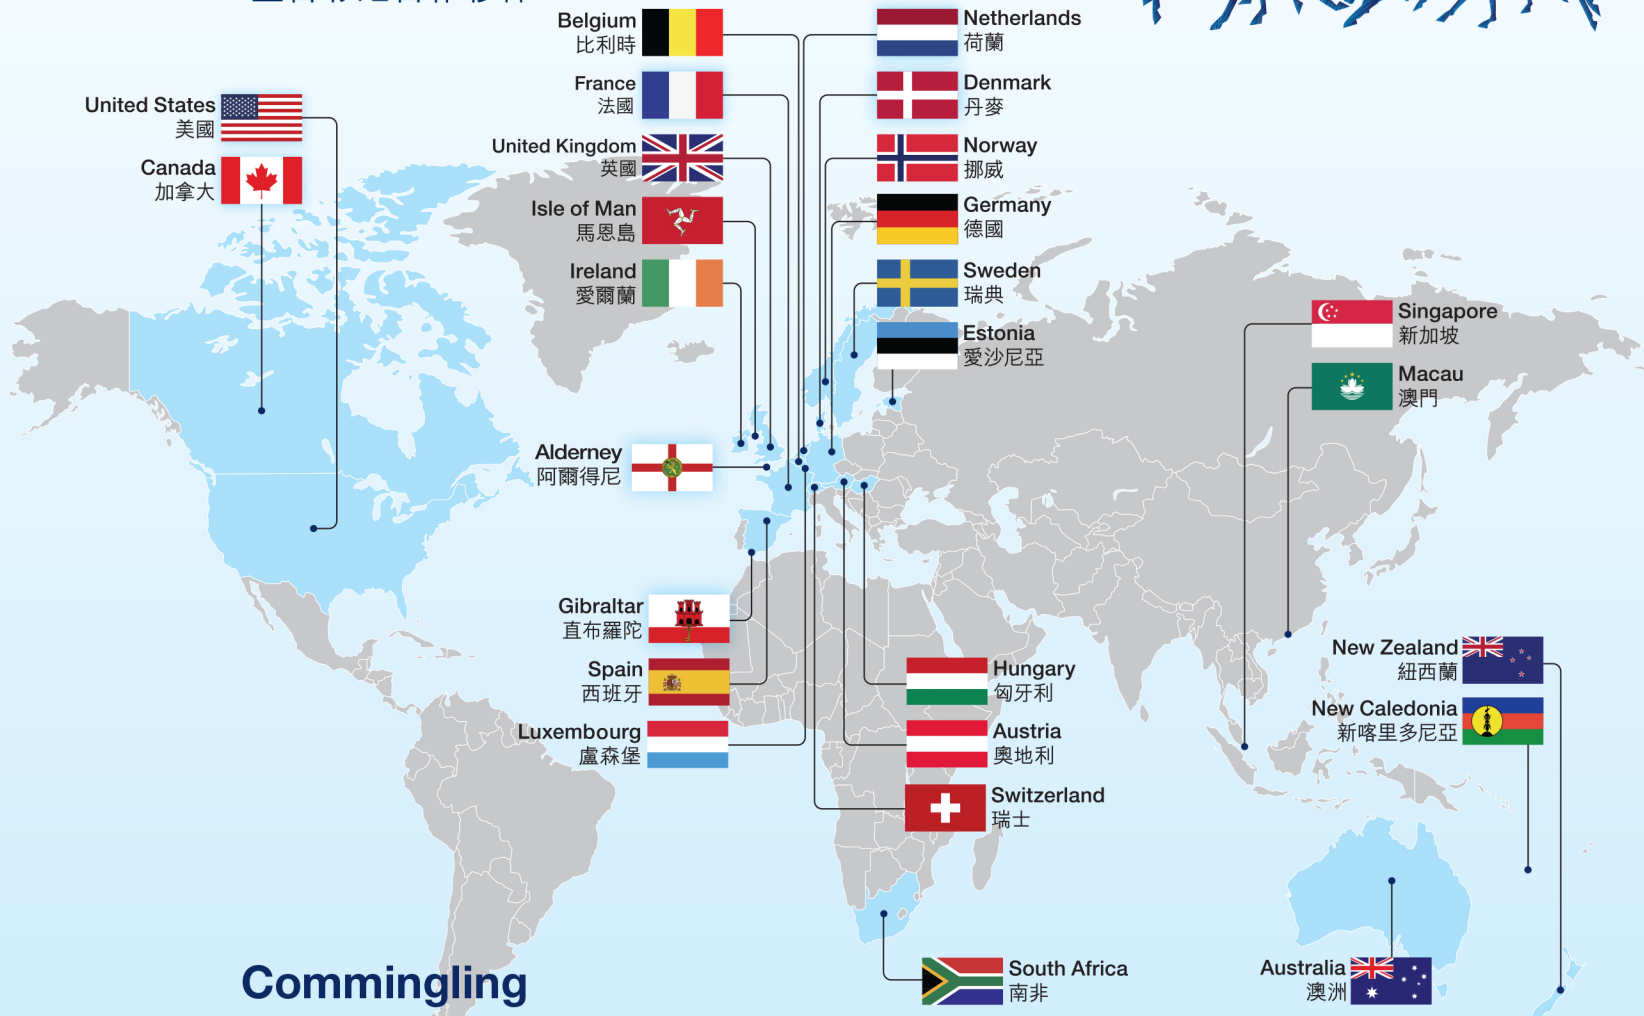 Belgium
比利時
France
法國
United Kingdom
英國
Isle of Man
馬恩島
Ireland
愛爾蘭
Netherlands
荷蘭
Denmark
丹麥
Norway
挪威
Germany
德國
Sweden
瑞典
Estonia
愛沙尼亞
United States
美國
Canada
加拿大
Singapore
新加坡
Macau
澳門
Alderney
阿爾得尼
Gibraltar
直布羅陀
Spain
西班牙
Luxembourg
盧森堡
Hungary
匈牙利
Austria
奧地利
Switzerland
瑞士
New Zealand
紐西蘭
New Caledonia
新喀里多尼亞
South Africa
南非
Australia
澳洲
Commingling